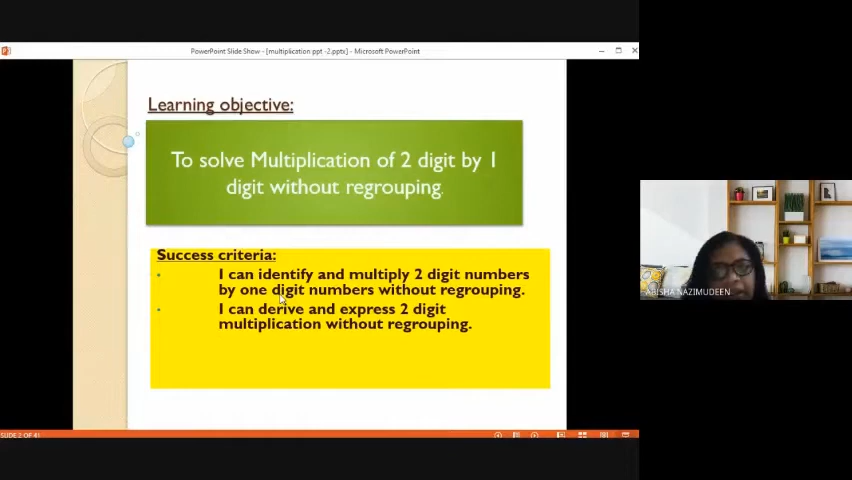 PowerPoint Slide Show - [multiplication ppt -2.pptx] - Microsoft PowerPoint
Learning objective:
To solve Multiplication of 2 digit by 1
digit without regrouping.
Success criteria:
• I can identify and multiply 2 digit numbers
by one digit numbers without regrouping.
• I can derive and express 2 digit
multiplication without regrouping.
SLIDE 2 OF 41
ABISHA NAZIMUDEEN